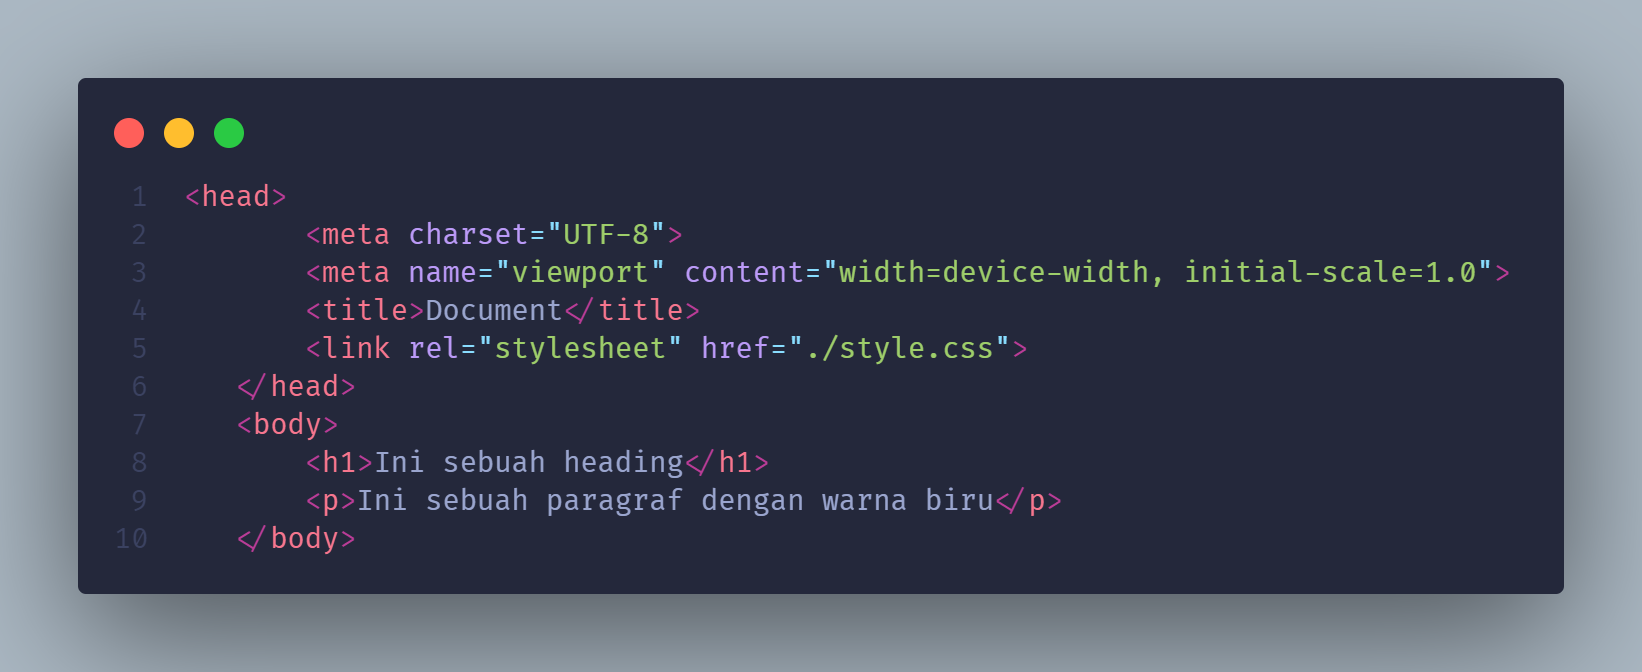 1 <head>
2 <meta charset="UTF-8">
3 <meta name="viewport" content="width=device-width, initial-scale=1.0">
4 <title>Document</title>
5 <link rel="stylesheet" href="./style.css">
6 </head>
7 <body>
8 <h1>Ini sebuah heading</h1>
9 <p>Ini sebuah paragraf dengan warna biru</p>
10 </body>